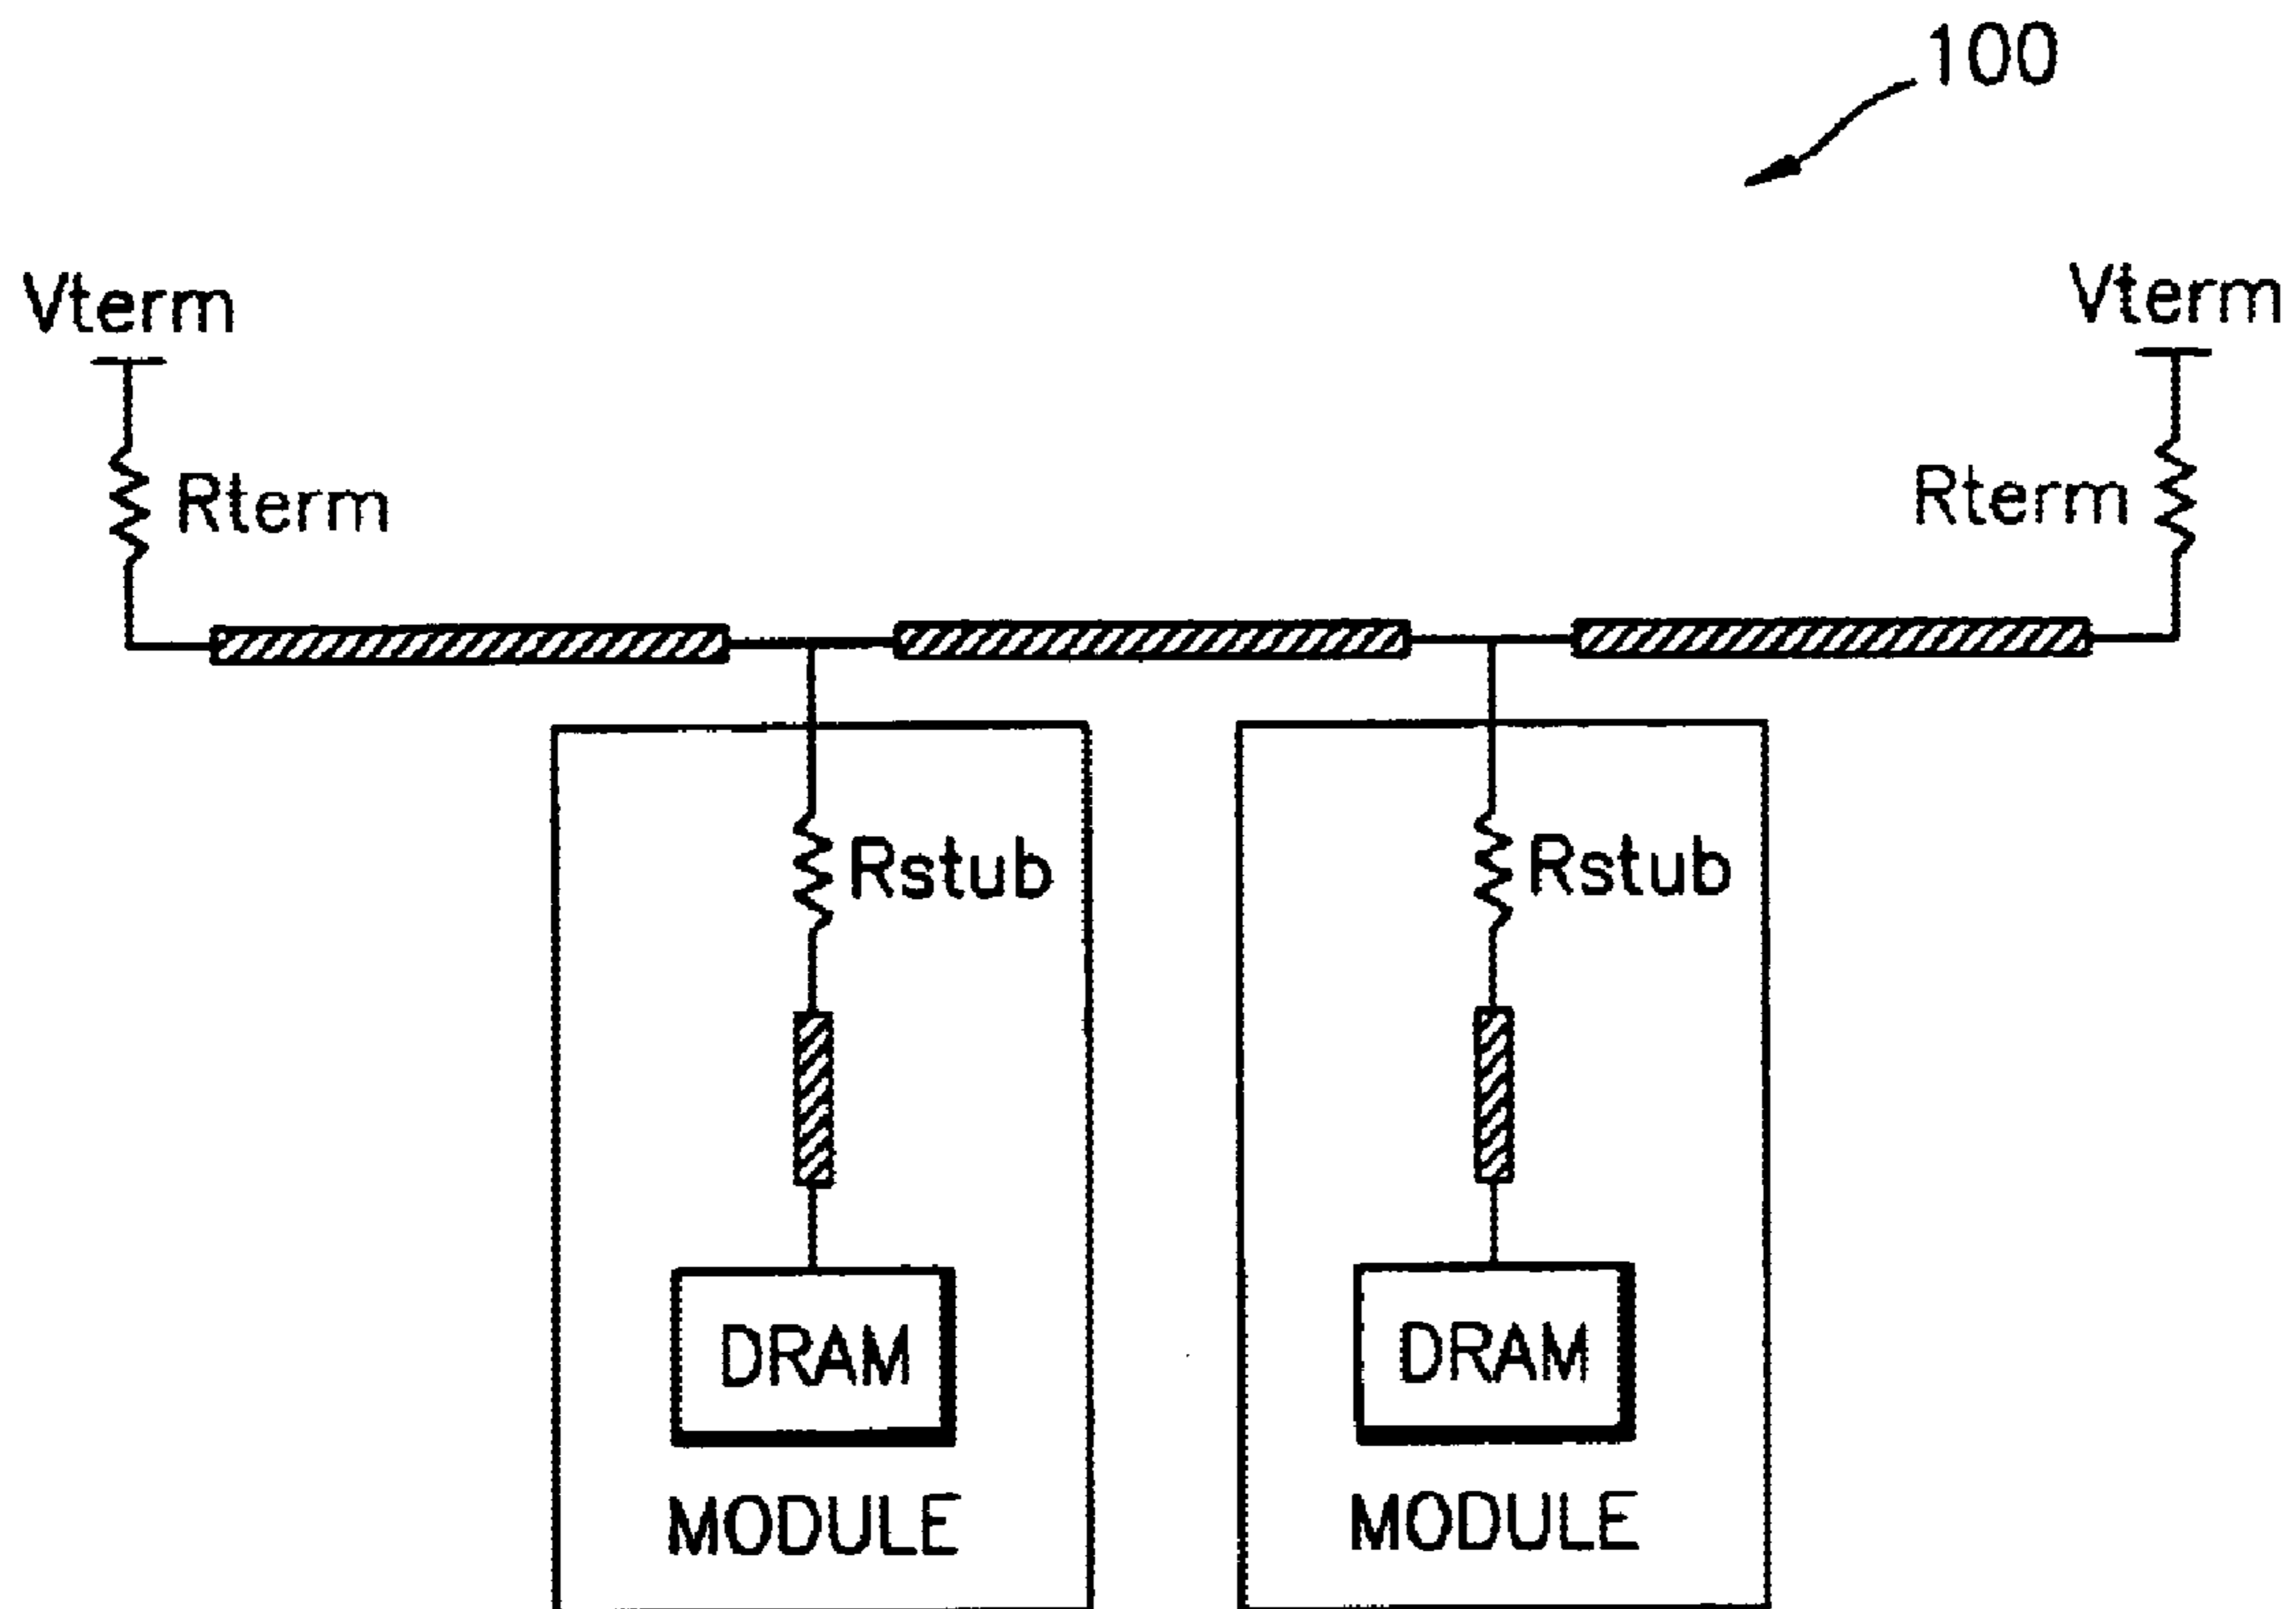 100
Vterm
Vterm
Rterm
Rterm
Rstub
Rstub
DRAM
DRAM
MODULE
MODULE